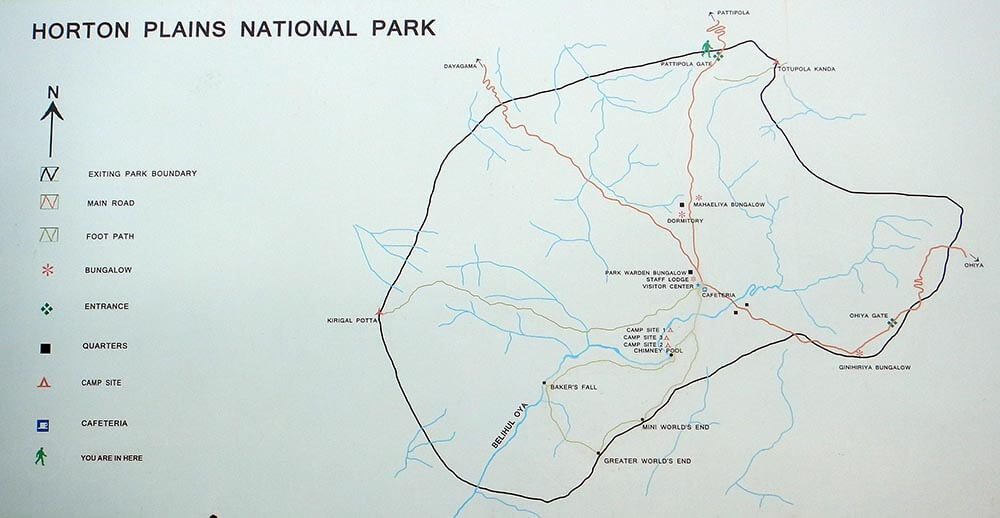 HORTON PLAINS NATIONAL PARK
N
EXITING PARK BOUNDARY
MAIN ROAD
FOOT PATH
BUNGALOW
ENTRANCE
QUARTERS
CAMP SITE
CAFETERIA
YOU ARE IN HERE
PATTIPOLA
DAYAGAMA
PATTIPOLA GATE
TOTUPOLA KANDA
MAHAELIYA BUNGALOW
DORMITORY
OHIYA
PARK WARDEN BUNGALOW
STAFF LODGE
VISITOR CENTER
CAFETERIA
KIRIGAL POTTA
OHIYA GATE
CAMP SITE 1
CAMP SITE 3
CAMP SITE 2
CHIMNEY POOL
GINIHIRIYA BUNGALOW
BAKER'S FALL
BELIHUL OYA
MINI WORLD'S END
GREATER WORLD'S END